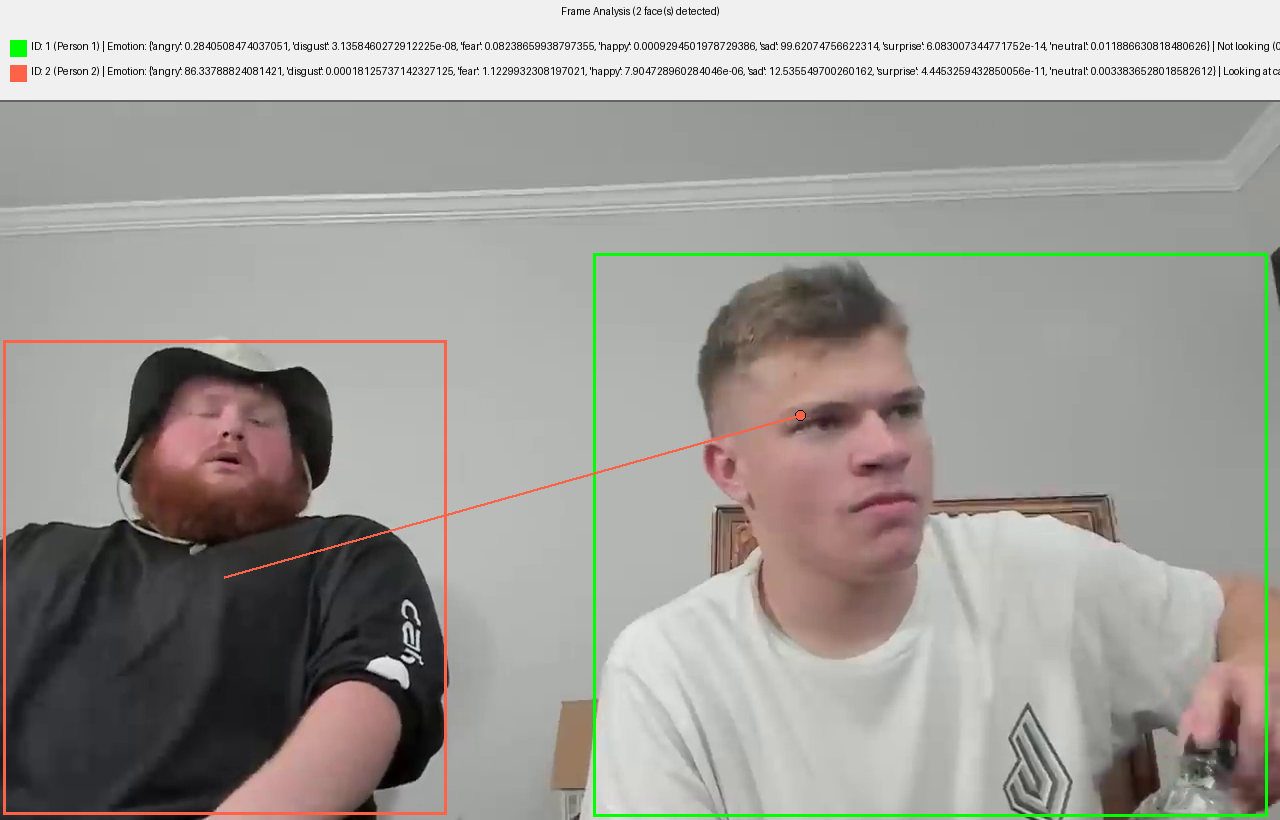 Frame Analysis (2 face(s) detected)
ID: 1 (Person 1) | Emotion: {'angry': 0.2840508474037051, 'disgust': 3.1358460272912225e-08, 'fear': 0.08238659938797355, 'happy': 0.0009294501978729386, 'sad': 99.62074756622314, 'surprise': 6.083007344771752e-14, 'neutral': 0.011886630818480626} | Not looking (0
ID: 2 (Person 2) | Emotion: {'angry': 86.33788824081421, 'disgust': 0.00018125737142327125, 'fear': 1.1229932308197021, 'happy': 7.904728960284046e-06, 'sad': 12.535549700260162, 'surprise': 4.4453259432850056e-11, 'neutral': 0.0033836528018582612} | Looking at ca